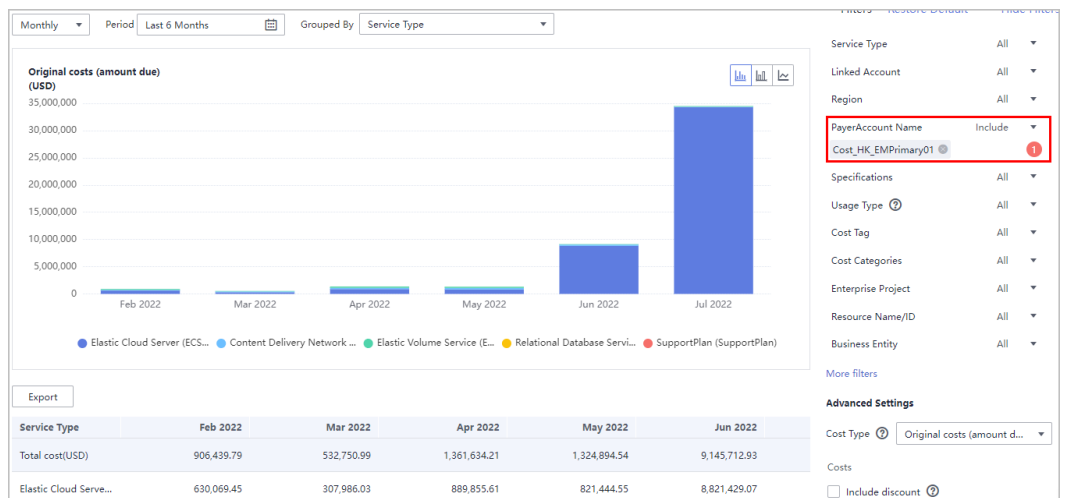 Monthly Period Last 6 Months Grouped By Service Type
Original costs (amount due)
(USD)
35,000,000
30,000,000
25,000,000
20,000,000
15,000,000
10,000,000
5,000,000
0
Feb 2022 Mar 2022 Apr 2022 May 2022 Jun 2022 Jul 2022
Elastic Cloud Server (ECS... Content Delivery Network ... Elastic Volume Service (E... Relational Database Servi... SupportPlan (SupportPlan)
Export
Service Type Feb 2022 Mar 2022 Apr 2022 May 2022 Jun 2022
Total cost(USD) 906,439.79 532,750.99 1,361,634.21 1,324,894.54 9,145,712.93
Elastic Cloud Serve... 630,069.45 307,986.03 889,855.61 821,444.55 8,821,429.07
Filters Restore Default Hide Filters
Service Type All
Linked Account All
Region All
PayerAccount Name Include
Cost_HK_EMPrimary01 1
Specifications All
Usage Type ? All
Cost Tag All
Cost Categories All
Enterprise Project All
Resource Name/ID All
Business Entity All
More filters
Advanced Settings
Cost Type ? Original costs (amount d...
Costs
Include discount ?